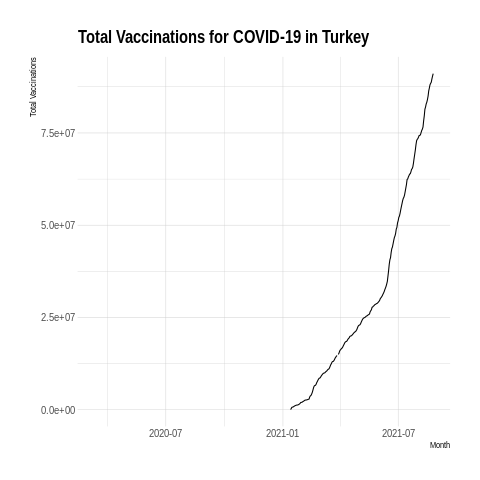 Total Vaccinations for COVID-19 in Turkey
Total Vaccinations
7.5e+07
5.0e+07
2.5e+07
0.0e+00
2020-07
2021-01
2021-07
Month